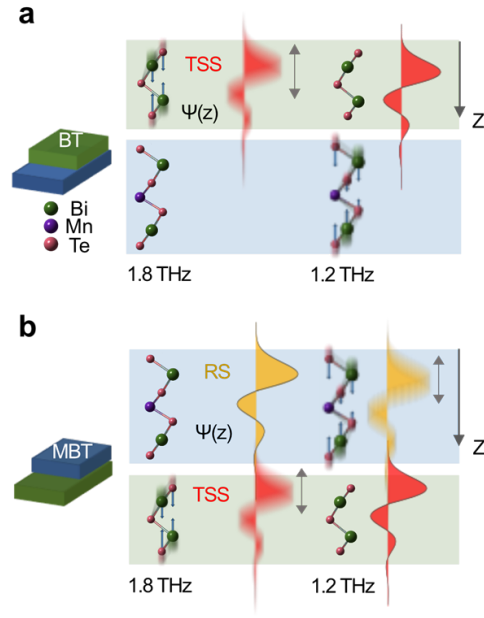 a
TSS
Ψ(z)
Z
BT
Bi
Mn
Te
1.8 THz
1.2 THz
b
RS
Ψ(z)
Z
MBT
TSS
1.8 THz
1.2 THz